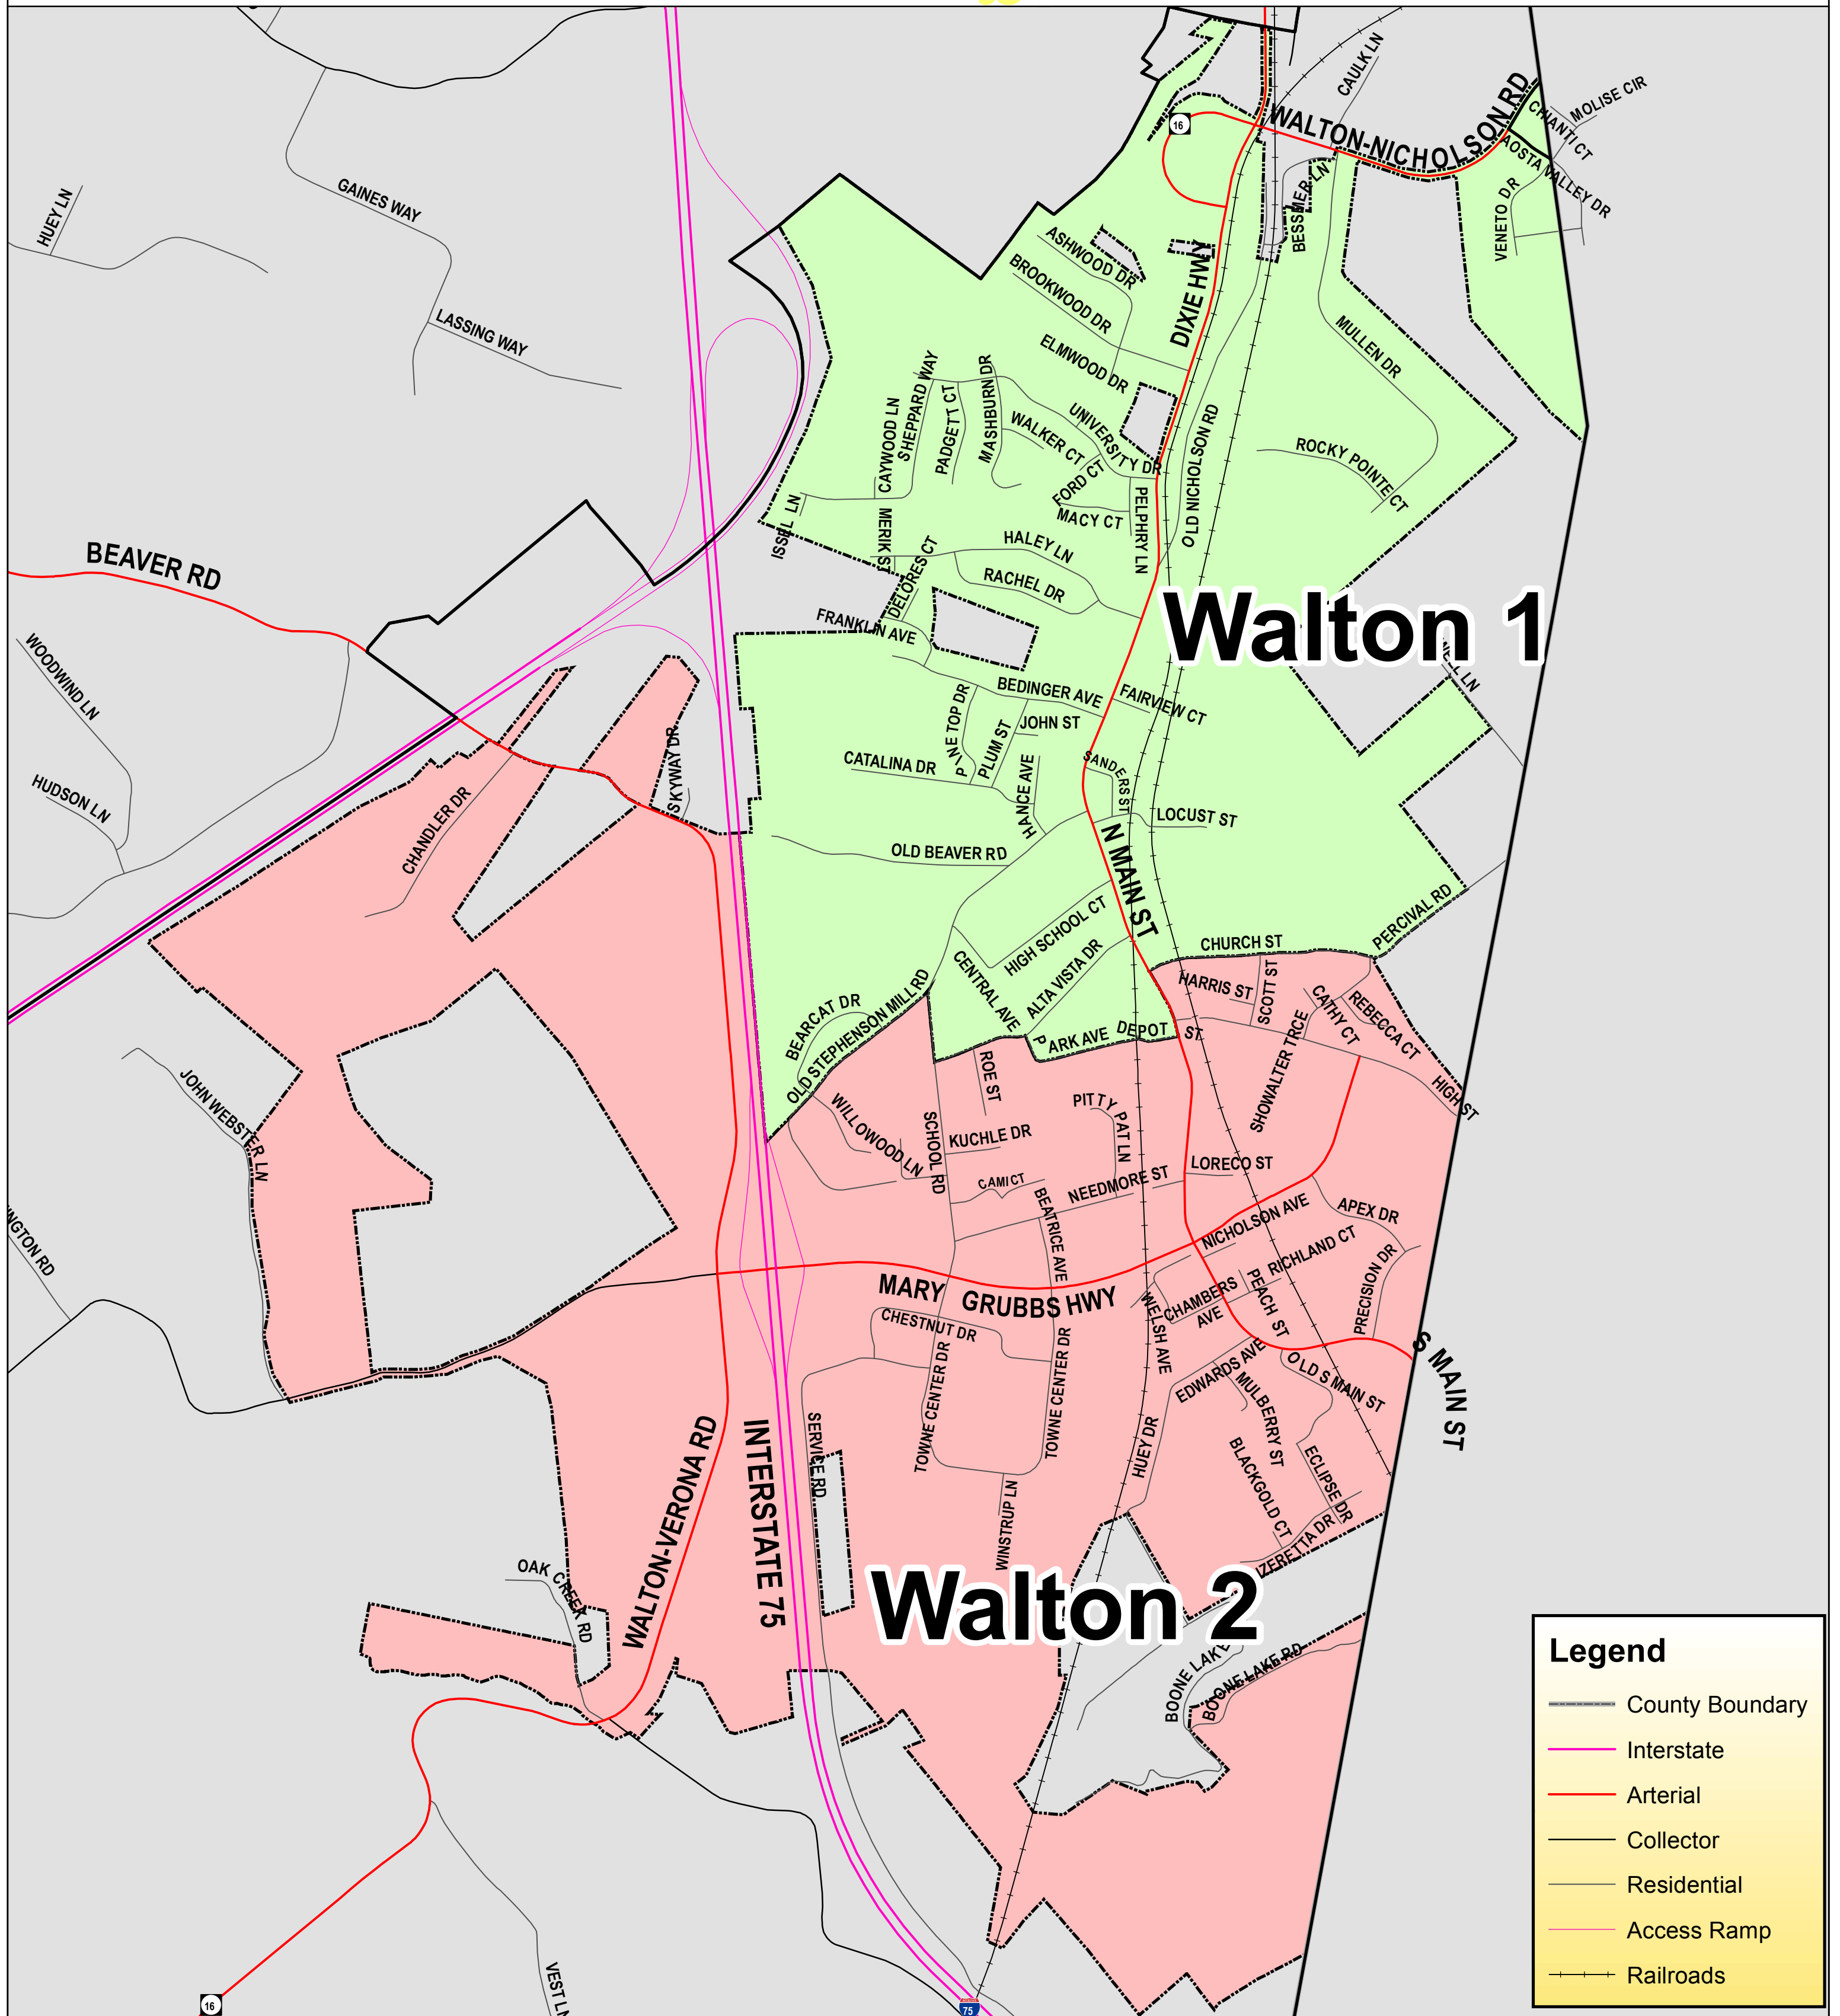 CAULK LN
MOLISE CIR
CHIANTI CT
WALTON-NICHOLSON RD
16
AOSTA VALLEY DR
VENETO DR
BESSMER LN
HUEY LN
GAINES WAY
LASSING WAY
ASHWOOD DR
BROOKWOOD DR
DIXIE HWY
ELMWOOD DR
MULLEN DR
SHEPPARD WAY
CAYWOOD LN
PADGETT CT
MASHBURN DR
WALKER CT
UNIVERSITY DR
FORD CT
MACY CT
PELPHRY LN
OLD NICHOLSON RD
ROCKY POINTE CT
ISSEL LN
MERIK ST
DELORES CT
HALEY LN
RACHEL DR
FRANKLIN AVE
BEAVER RD
Walton 1
WOODWIND LN
HUDSON LN
BEDINGER AVE
FAIRVIEW CT
PINE TOP DR
PLUM ST
JOHN ST
CATALINA DR
HANCE AVE
SANDERS ST
LOCUST ST
SKYWAY DR
CHANDLER DR
OLD BEAVER RD
N MAIN ST
HIGH SCHOOL CT
CENTRAL AVE
ALTA VISTA DR
CHURCH ST
PERCIVAL RD
BEARCAT DR
OLD STEPHENSON MILL RD
PARK AVE
DEPOT ST
HARRIS ST
SCOTT ST
CATHY CT
REBECCA CT
SHOWALTER TRCE
HIGH ST
ROE ST
JOHN WEBSTER LN
WILLOWOOD LN
SCHOOL RD
KUCHLE DR
PITTY PAT LN
CAMI CT
BEATRICE AVE
NEEDMORE ST
LORECO ST
NICHOLSON AVE
APEX DR
RICHLAND CT
PRECISION DR
MARY GRUBBS HWY
CHESTNUT DR
WELSH AVE
CHAMBERS AVE
PEACH ST
S MAIN ST
EDWARDS AVE
OLD S MAIN ST
MULBERRY ST
TOWNE CENTER DR
TOWNE CENTER DR
HUEY DR
BLACKGOLD CT
ECLIPSE DR
ZERETTA DR
WALTON-VERONA RD
INTERSTATE 75
SERVICE RD
WINSTRUP LN
OAK CREEK RD
Walton 2
BOONE LAKE
BOONE LAKE RD
VEST LN
16
75
Legend
County Boundary
Interstate
Arterial
Collector
Residential
Access Ramp
Railroads